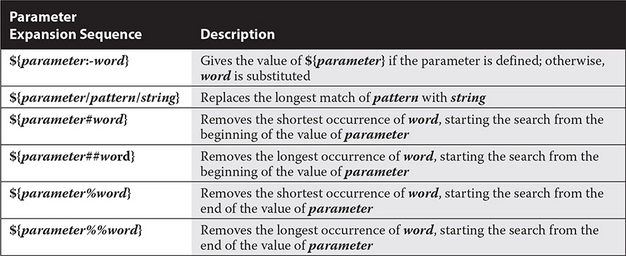 Parameter
Expansion Sequence Description
${parameter:-word} Gives the value of ${parameter} if the parameter is defined; otherwise,
word is substituted
${parameter/pattern/string} Replaces the longest match of pattern with string
${parameter#word} Removes the shortest occurrence of word, starting the search from the
beginning of the value of parameter
${parameter##word} Removes the longest occurrence of word, starting the search from the
beginning of the value of parameter
${parameter%word} Removes the shortest occurrence of word, starting the search from the
end of the value of parameter
${parameter%%word} Removes the longest occurrence of word, starting the search from the
end of the value of parameter